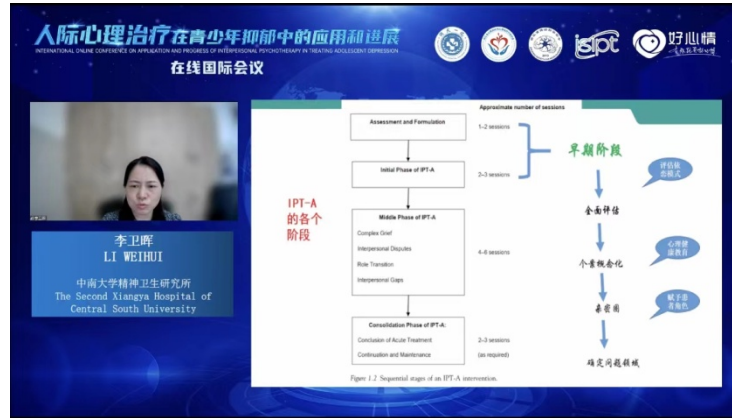 人际心理治疗在青少年抑郁中的应用和进展
INTERNATIONAL ONLINE CONFERENCE ON APPLICATION AND PROGRESS OF INTERPERSONAL PSYCHOTHERAPY IN TREATING ADOLESCENT DEPRESSION
在线国际会议
isIPT
好心情
李卫晖
LI WEIHUI
中南大学精神卫生研究所
The Second Xiangya Hospital of
Central South University
IPT-A
的各个
阶段
Approximate number of sessions
Assessment and Formulation
1–2 sessions
Initial Phase of IPT-A
2–3 sessions
Middle Phase of IPT-A
Complex Grief
Interpersonal Disputes
Role Transition
Interpersonal Gaps
4–6 sessions
Consolidation Phase of IPT-A:
Conclusion of Acute Treatment
2–3 sessions
Continuation and Maintenance
(as required)
Figure 1.2 Sequential stages of an IPT-A intervention.
早期阶段
评估依
恋模式
全面评估
心理健
康教育
个案概念化
赋予患
者角色
亲密圈
确定问题领域